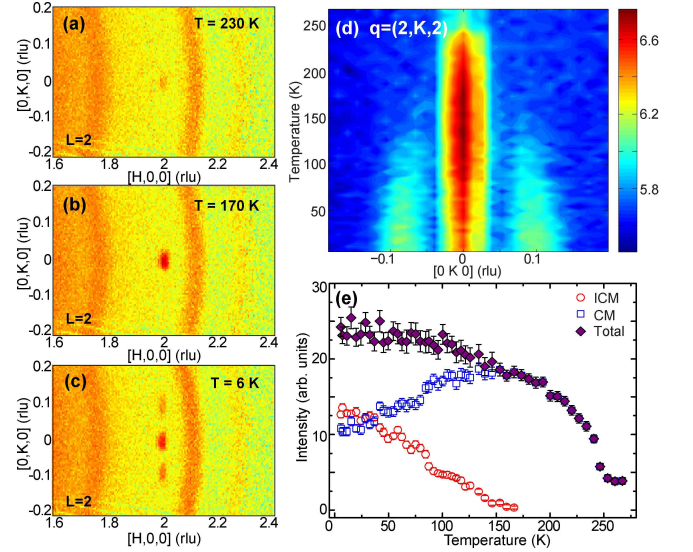 (a) T = 230 K
0.2
0.1
0
-0.1
-0.2
[0,K,0] (rlu)
L=2
1.6 1.8 2 2.2 2.4
[H,0,0] (rlu)
(b) T = 170 K
0.2
0.1
0
-0.1
-0.2
[0,K,0] (rlu)
L=2
1.6 1.8 2 2.2 2.4
[H,0,0] (rlu)
(c) T = 6 K
0.2
0.1
0
-0.1
-0.2
[0,K,0] (rlu)
L=2
1.6 1.8 2 2.2 2.4
[H,0,0] (rlu)
(d) q=(2,K,2)
250
200
150
100
50
Temperature (K)
−0.1 0 0.1
[0 K 0] (rlu)
6.6
6.2
5.8
(e)
ICM
CM
Total
30
25
20
15
10
5
0
Intensity (arb. units)
0 50 100 150 200 250
Temperature (K)